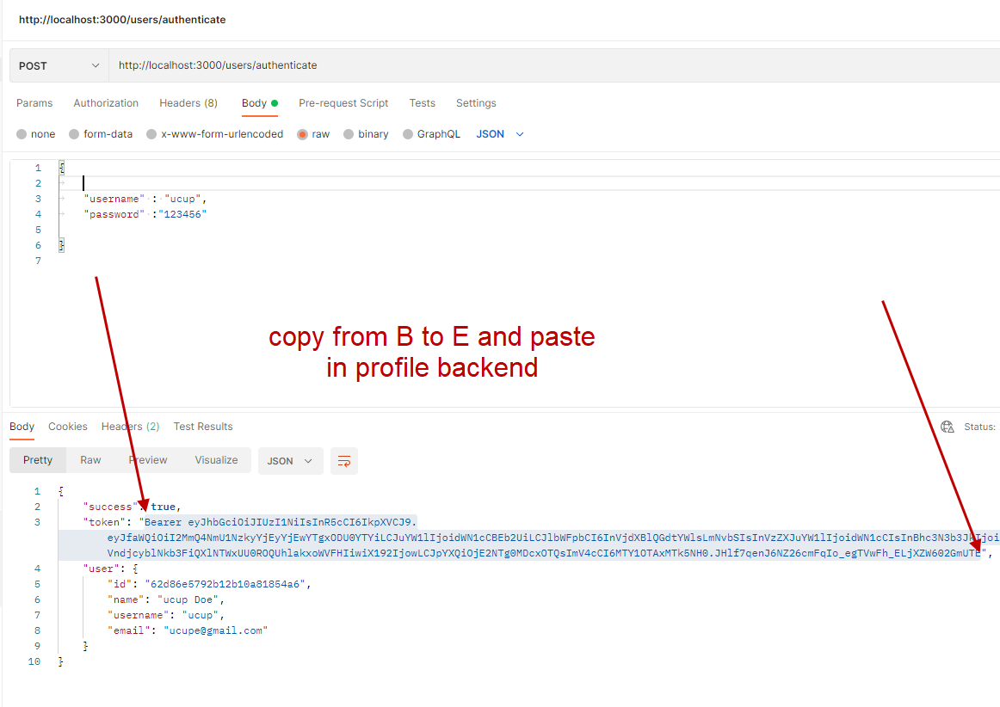 http://localhost:3000/users/authenticate
POST http://localhost:3000/users/authenticate
Params Authorization Headers (8) Body Pre-request Script Tests Settings
none form-data x-www-form-urlencoded raw binary GraphQL JSON
1 {
2
3 "username" : "ucup",
4 "password" :"123456"
5
6 }
7
copy from B to E and paste
in profile backend
Body Cookies Headers (2) Test Results Status:
Pretty Raw Preview Visualize JSON
1 {
2 "success": true,
3 "token": "Bearer eyJhbGciOiJIUzI1NiIsInR5cCI6IkpXVCJ9.
eyJfaWQiOiI2MmQ4NmU1NzkyYjEyYjEwYTgxODU0YTYiLCJuYW1lIjoidWN1cCBEb2UiLCJlbWFpbCI6InVjdXBlQGdtYWlsLmNvbSIsInVzZXJuYW1lIjoidWN1cCIsInBhc3N3b3JkIjoi
VndjcyblNkb3FiQXlNTWxUU0ROQUhlakxoWVFHIiwiX192IjowLCJpYXQiOjE2NTg0MDcxOTQsImV4cCI6MTY1OTAxMTk5NH0.JHlf7qenJ6NZ26cmFqIo_egTVwFh_ELjXZW602GmUTE",
4 "user": {
5 "id": "62d86e5792b12b10a81854a6",
6 "name": "ucup Doe",
7 "username": "ucup",
8 "email": "ucupe@gmail.com"
9 }
10 }